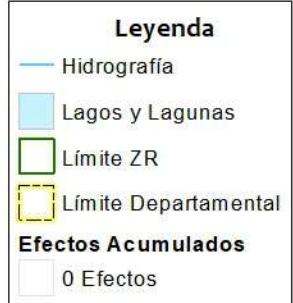 Leyenda
Hidrografía
Lagos y Lagunas
Límite ZR
Límite Departamental
Efectos Acumulados
0 Efectos